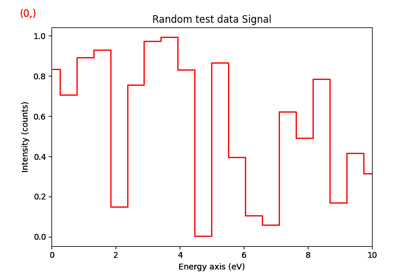 (0,)
Random test data Signal
Intensity (counts)
1.0
0.8
0.6
0.4
0.2
0.0
0 2 4 6 8 10
Energy axis (eV)